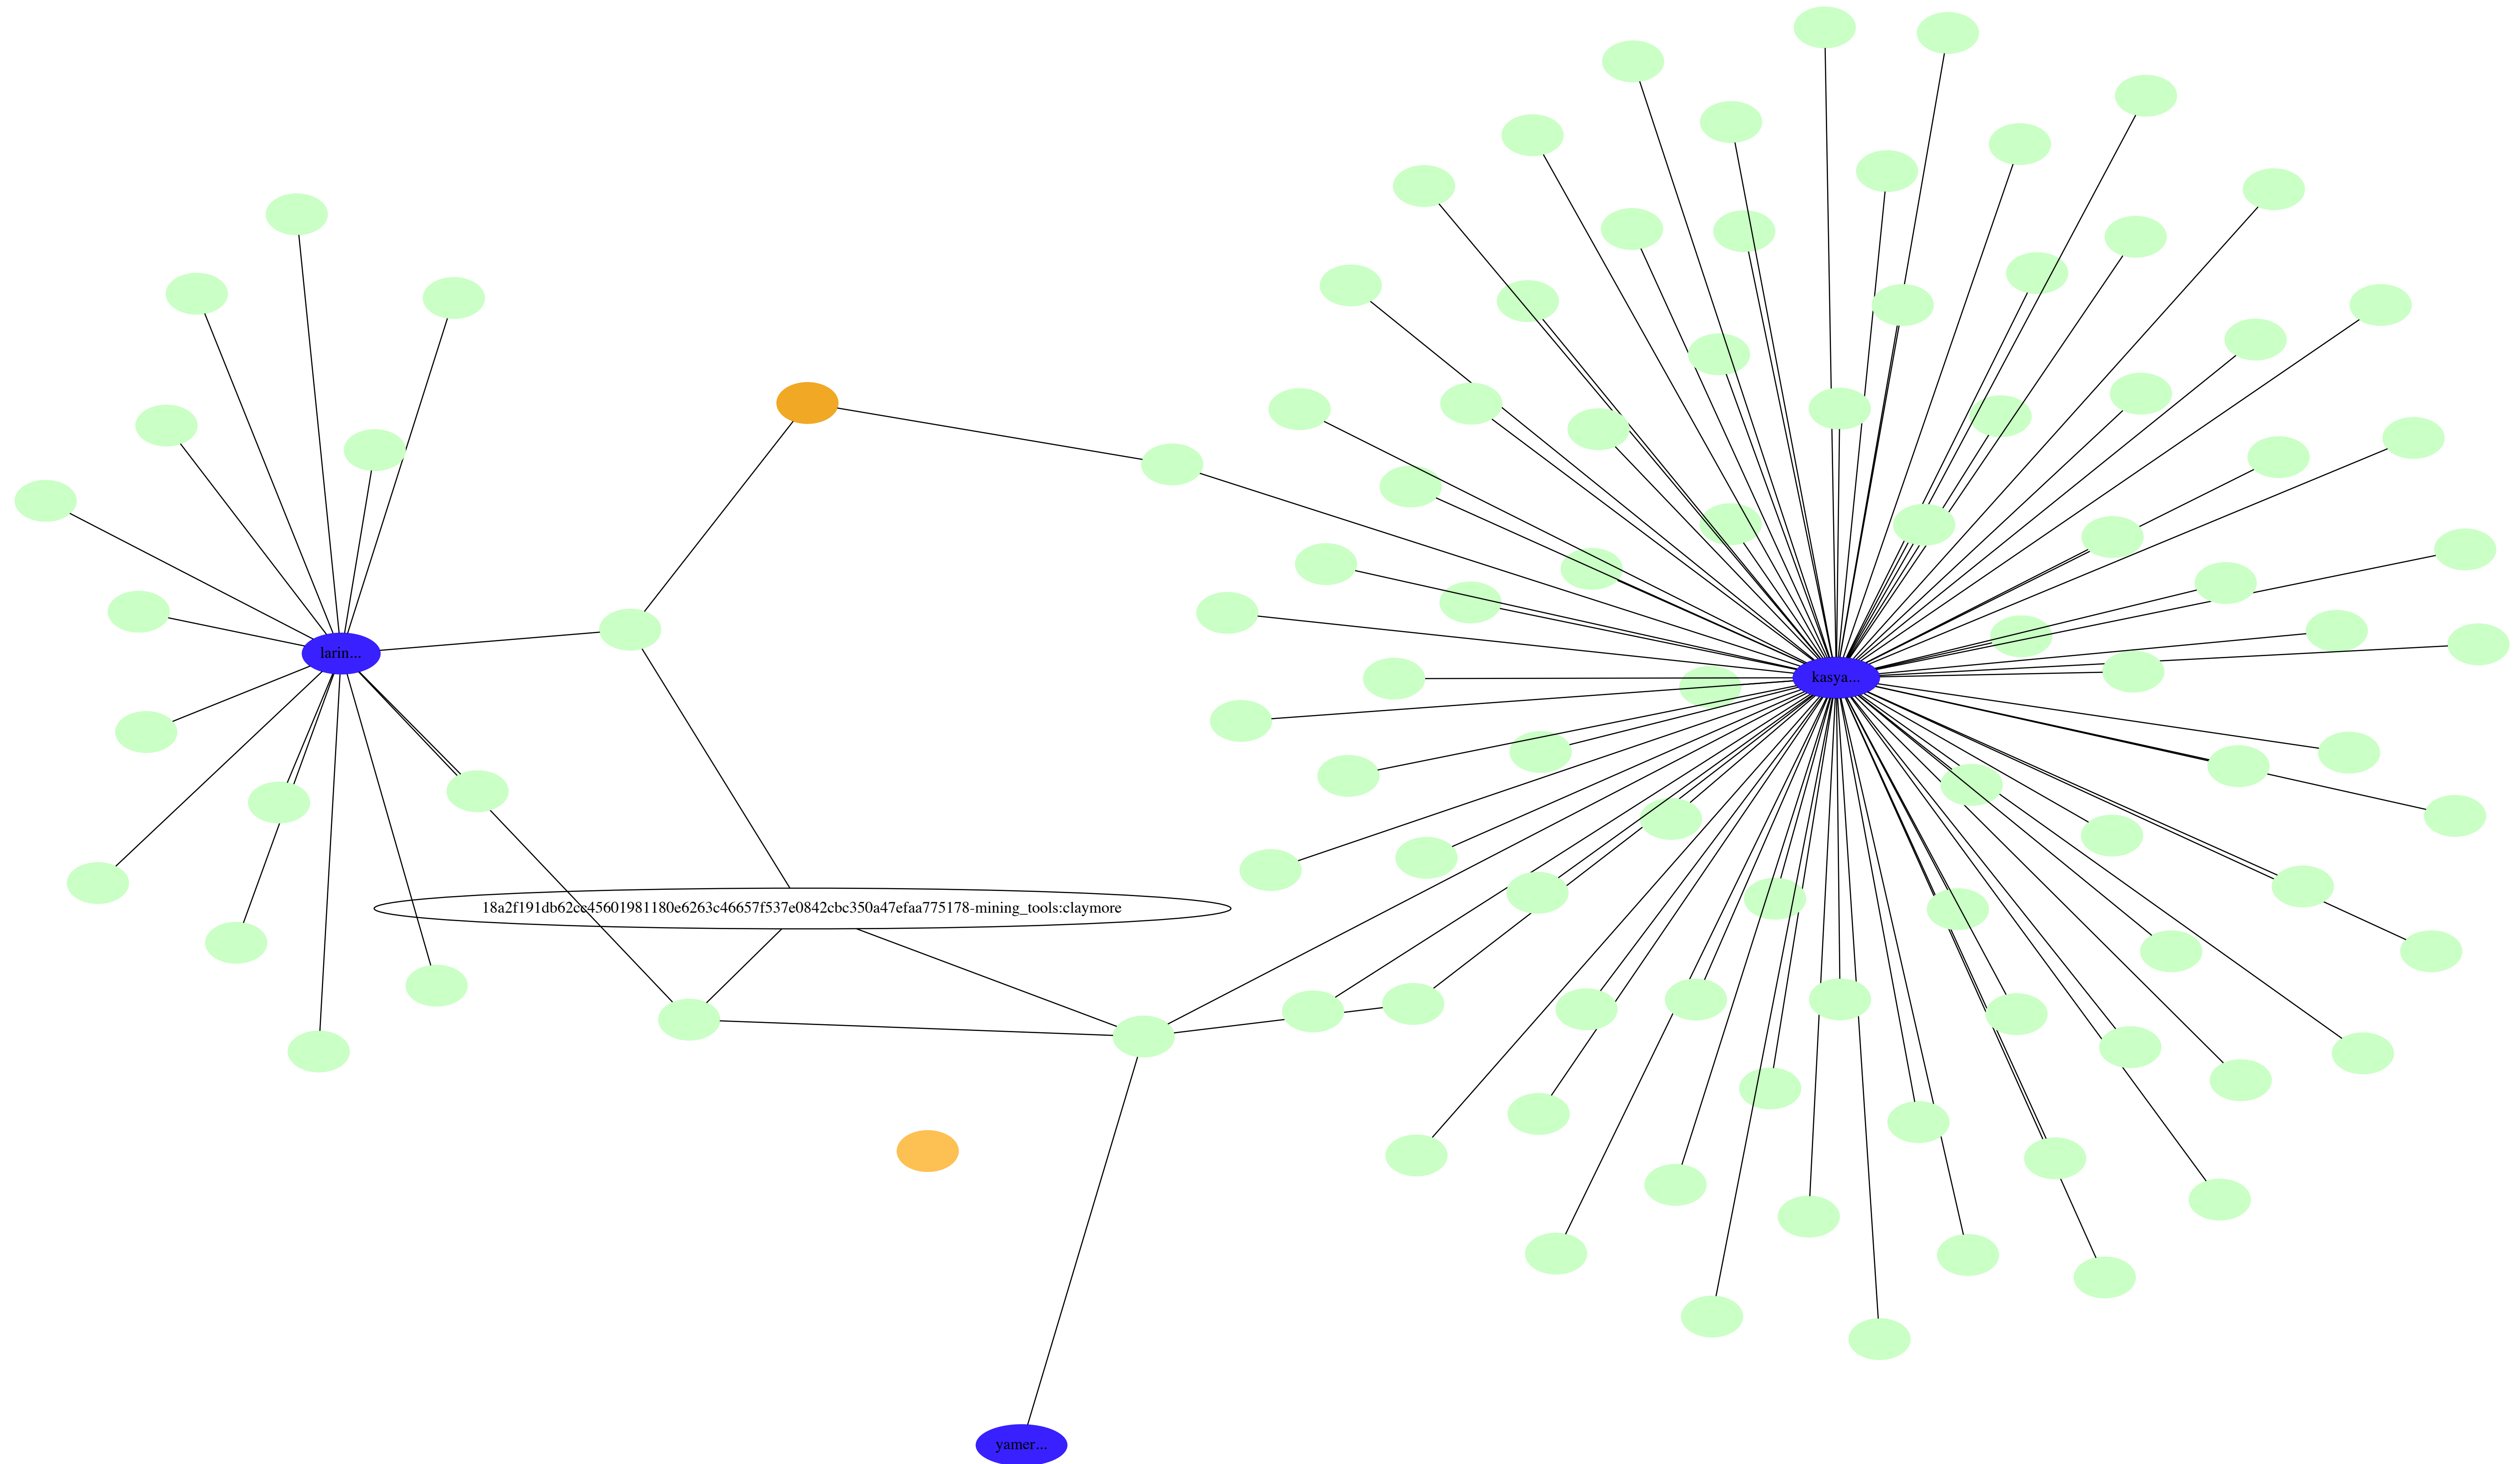 larin...
kasya...
18a2f191db62cc45601981180e6263c46657f537e0842cbc350a47efaa775178-mining_tools:claymore
yamer...